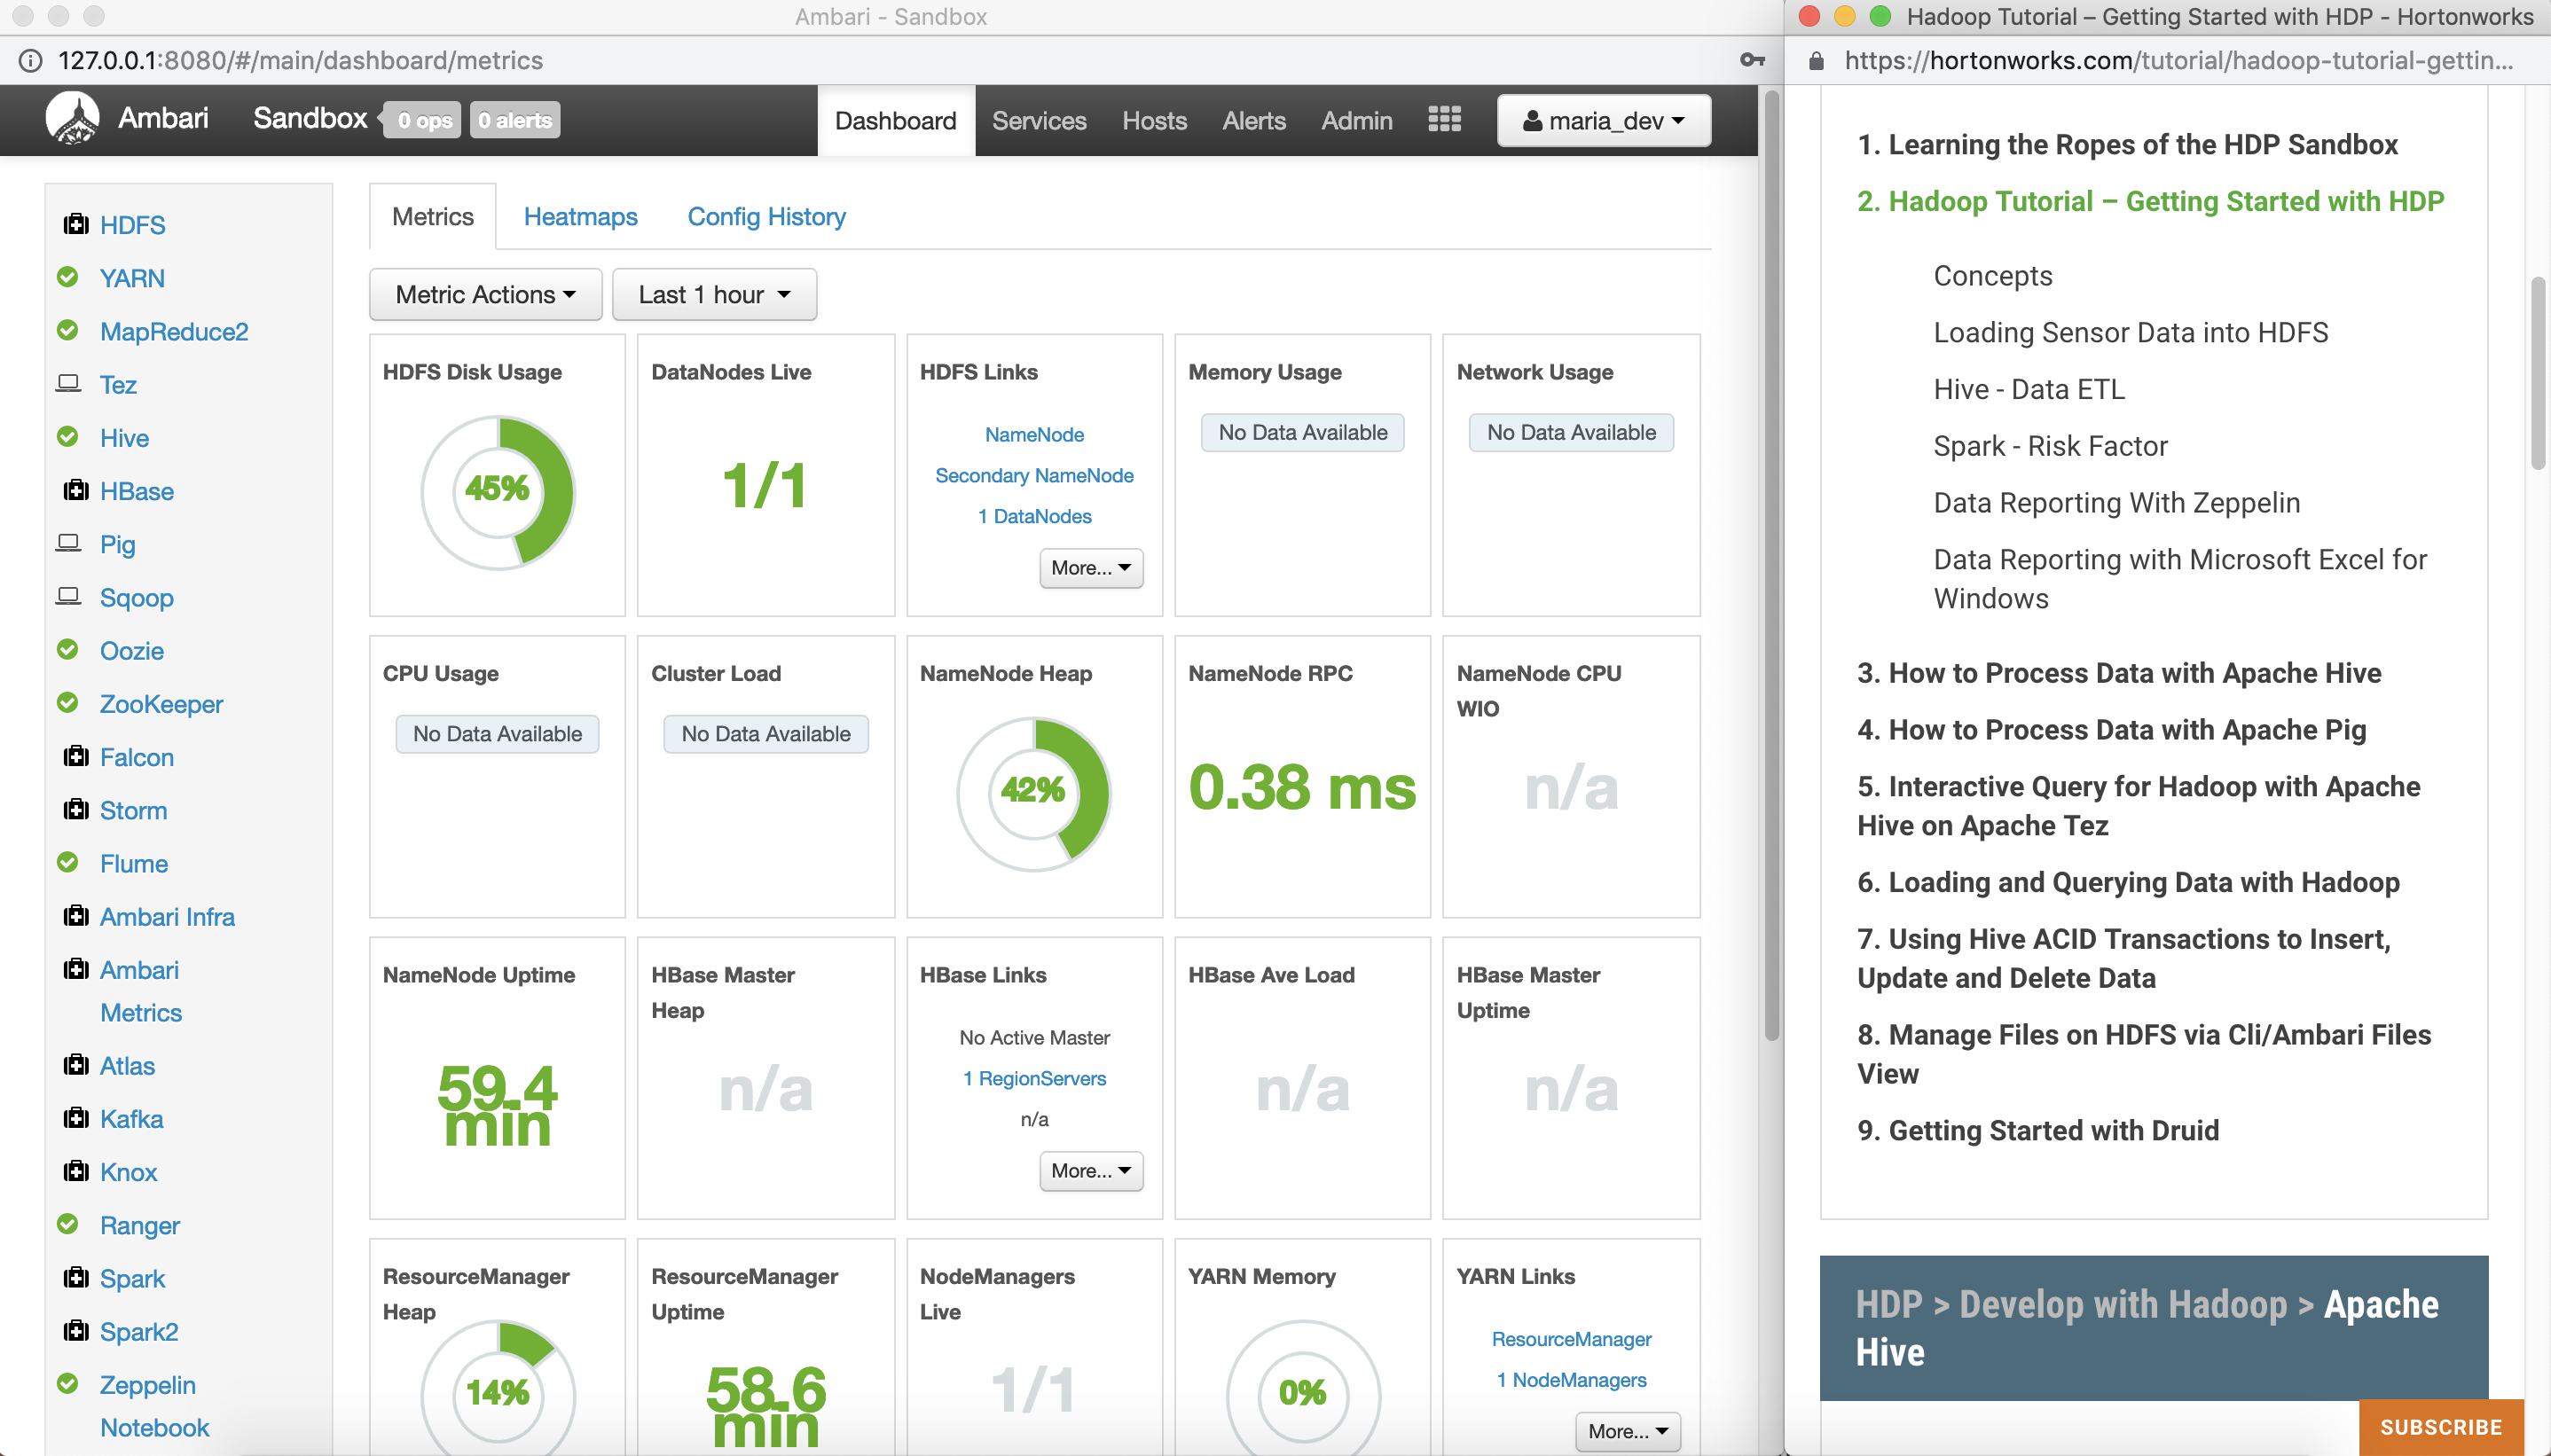 Ambari - Sandbox
127.0.0.1:8080/#/main/dashboard/metrics
Ambari Sandbox 0 ops 0 alerts Dashboard Services Hosts Alerts Admin maria_dev
HDFS
YARN
MapReduce2
Tez
Hive
HBase
Pig
Sqoop
Oozie
ZooKeeper
Falcon
Storm
Flume
Ambari Infra
Ambari
Metrics
Atlas
Kafka
Knox
Ranger
Spark
Spark2
Zeppelin
Notebook
Metrics Heatmaps Config History
Metric Actions Last 1 hour
HDFS Disk Usage
45%
DataNodes Live
1/1
HDFS Links
NameNode
Secondary NameNode
1 DataNodes
More...
Memory Usage
No Data Available
Network Usage
No Data Available
CPU Usage
No Data Available
Cluster Load
No Data Available
NameNode Heap
42%
NameNode RPC
0.38 ms
NameNode CPU
WIO
n/a
NameNode Uptime
59.4
min
HBase Master
Heap
n/a
HBase Links
No Active Master
1 RegionServers
n/a
More...
HBase Ave Load
n/a
HBase Master
Uptime
n/a
ResourceManager
Heap
14%
ResourceManager
Uptime
58.6
min
NodeManagers
Live
1/1
YARN Memory
0%
YARN Links
ResourceManager
1 NodeManagers
More...
Hadoop Tutorial – Getting Started with HDP - Hortonworks
https://hortonworks.com/tutorial/hadoop-tutorial-gettin...
1. Learning the Ropes of the HDP Sandbox
2. Hadoop Tutorial – Getting Started with HDP
Concepts
Loading Sensor Data into HDFS
Hive - Data ETL
Spark - Risk Factor
Data Reporting With Zeppelin
Data Reporting with Microsoft Excel for
Windows
3. How to Process Data with Apache Hive
4. How to Process Data with Apache Pig
5. Interactive Query for Hadoop with Apache
Hive on Apache Tez
6. Loading and Querying Data with Hadoop
7. Using Hive ACID Transactions to Insert,
Update and Delete Data
8. Manage Files on HDFS via Cli/Ambari Files
View
9. Getting Started with Druid
HDP > Develop with Hadoop > Apache
Hive
SUBSCRIBE